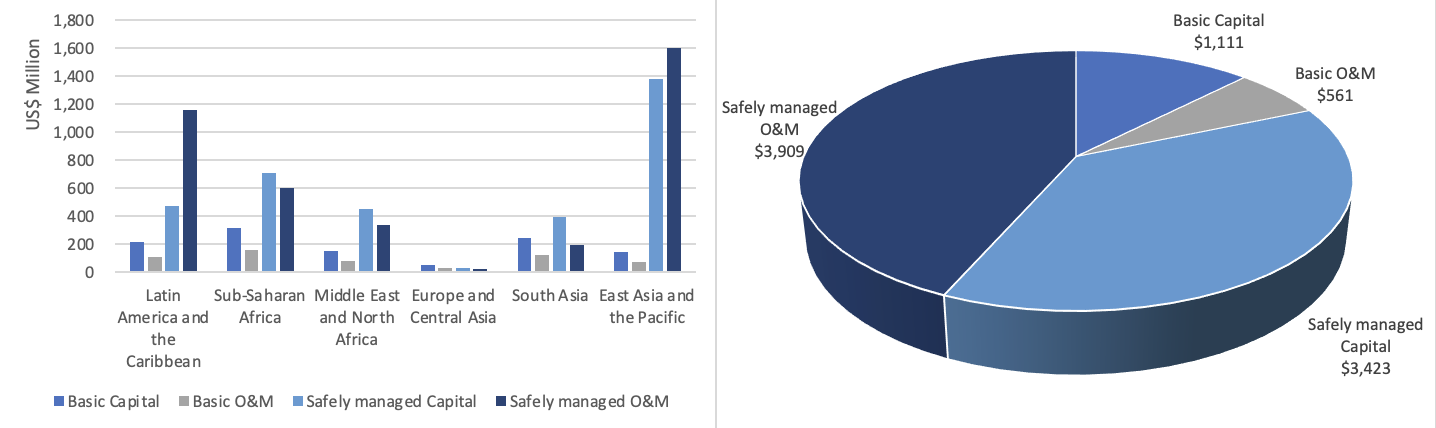 US$ Million
1,800
1,600
1,400
1,200
1,000
800
600
400
200
0
Latin
America and
the
Caribbean
Sub-Saharan
Africa
Middle East
and North
Africa
Europe and
Central Asia
South Asia
East Asia and
the Pacific
Basic Capital
Basic O&M
Safely managed Capital
Safely managed O&M
Basic Capital
$1,111
Basic O&M
$561
Safely managed
O&M
$3,909
Safely managed
Capital
$3,423